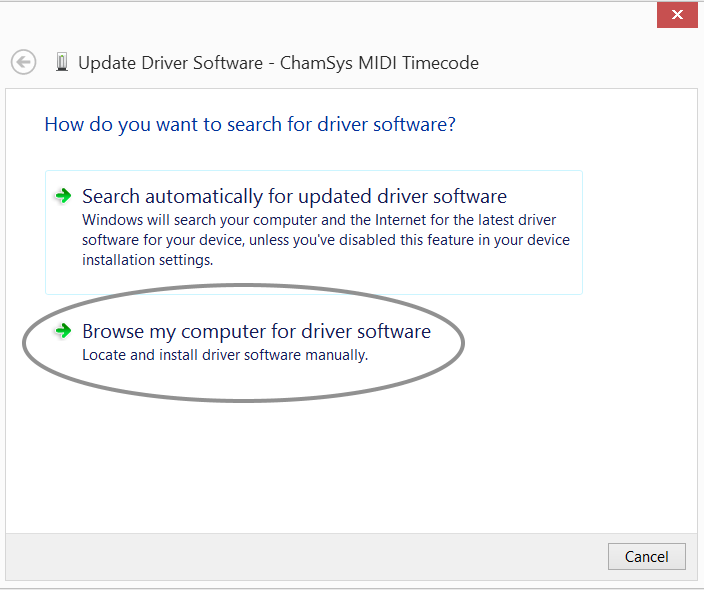 Update Driver Software - ChamSys MIDI Timecode
How do you want to search for driver software?
Search automatically for updated driver software
Windows will search your computer and the Internet for the latest driver
software for your device, unless you've disabled this feature in your device
installation settings.
Browse my computer for driver software
Locate and install driver software manually.
Cancel